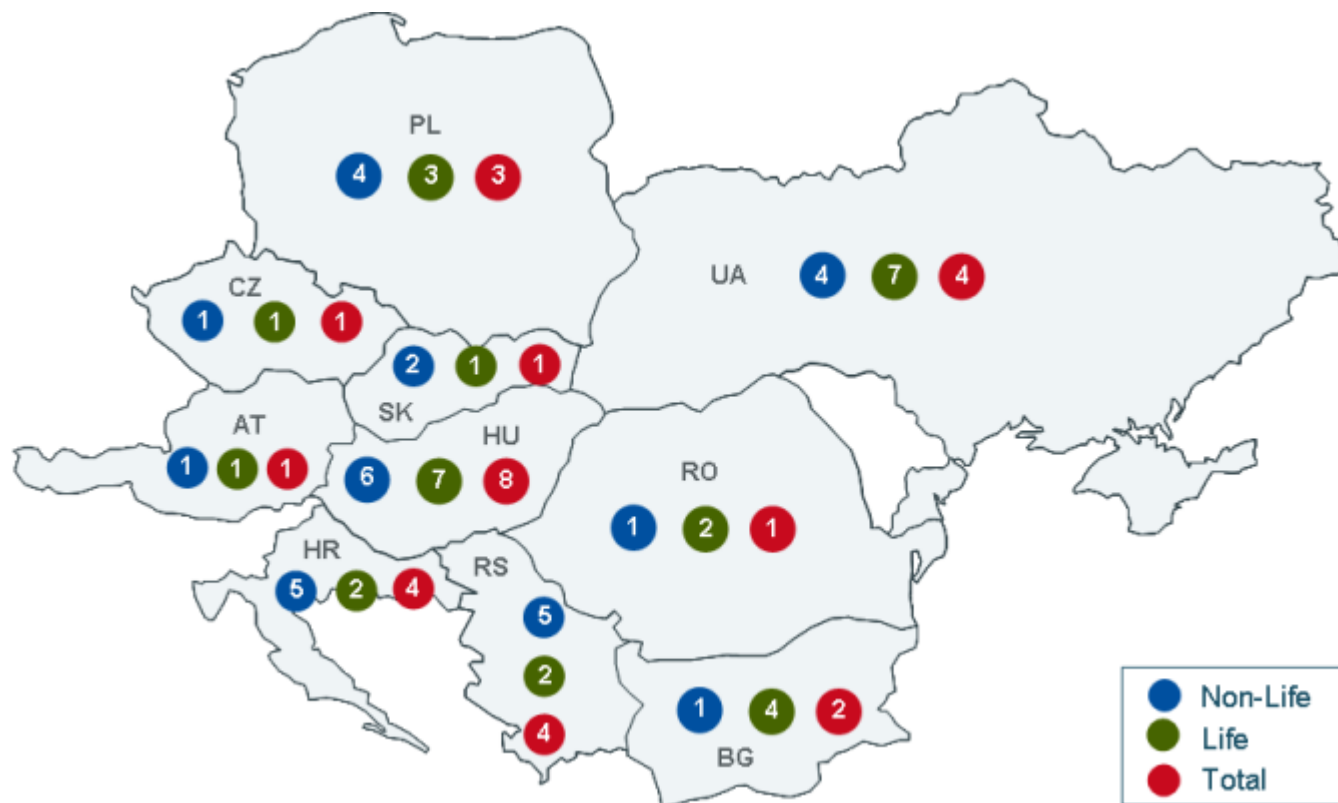 PL
4 3 3
UA
4 7 4
CZ
1 1 1
2 1 1
SK
AT
1 1 1
HU
6 7 8
RO
1 2 1
HR
5 2 4
RS
5
2
4
1 4 2
BG
Non-Life
Life
Total